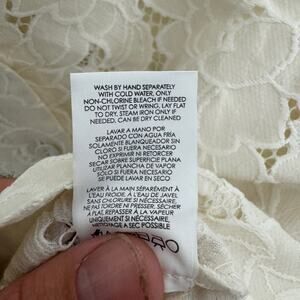 WASH BY HAND SEPARATELY
WITH COLD WATER, ONLY
NON-CHLORINE BLEACH IF NEEDED
DO NOT TWIST OR WRING, LAY FLAT
TO DRY, STEAM IRON ONLY IF
NEEDED, CAN BE DRY CLEANED
LAVAR A MANO POR
SEPARADO CON AGUA FRÍA
SOLAMENTE BLANQUEADOR SIN
CLORO SI FUERA NECESARIO
NO EXPRIMIR NI RETORCER
SECAR SOBRE SUPERFICIE PLANA
UTILIZAR PLANCHA DE VAPOR
SOLO SI FUERA NECESARIO
SE PUEDE LAVAR EN SECO
LAVER À LA MAIN SÉPARÉMENT À
L'EAU FROIDE, À L'EAU DE JAVEL
SANS CHLORURE SI NÉCESSAIRE,
NE PAS TORDRE NI PRESSER, SÉCHER
À PLAT, REPASSER À LA VAPEUR
UNIQUEMENT SI NÉCESSAIRE
NETTOYAGE A SEC POSSIBLE